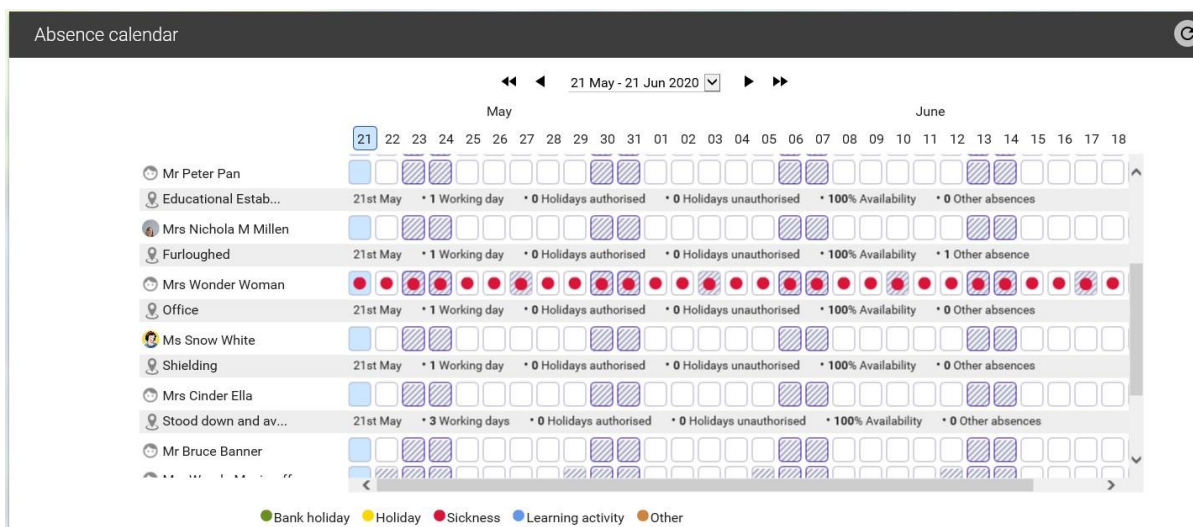 Absence calendar
21 May - 21 Jun 2020
May June
21 22 23 24 25 26 27 28 29 30 31 01 02 03 04 05 06 07 08 09 10 11 12 13 14 15 16 17 18
Mr Peter Pan
Educational Estab... 21st May • 1 Working day • 0 Holidays authorised • 0 Holidays unauthorised • 100% Availability • 0 Other absences
Mrs Nichola M Millen
Furloughed 21st May • 1 Working day • 0 Holidays authorised • 0 Holidays unauthorised • 100% Availability • 1 Other absence
Mrs Wonder Woman
Office 21st May • 1 Working day • 0 Holidays authorised • 0 Holidays unauthorised • 100% Availability • 0 Other absences
Ms Snow White
Shielding 21st May • 1 Working day • 0 Holidays authorised • 0 Holidays unauthorised • 100% Availability • 0 Other absences
Mrs Cinder Ella
Stood down and av... 21st May • 3 Working days • 0 Holidays authorised • 0 Holidays unauthorised • 100% Availability • 0 Other absences
Mr Bruce Banner
Bank holiday Holiday Sickness Learning activity Other